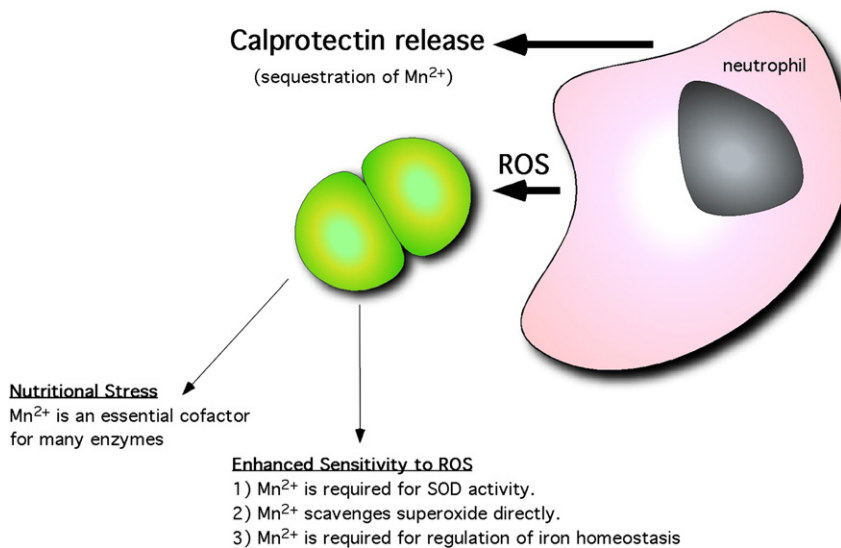 Calprotectin release
(sequestration of Mn²⁺)
neutrophil
ROS
Nutritional Stress
Mn²⁺ is an essential cofactor
for many enzymes
Enhanced Sensitivity to ROS
1) Mn²⁺ is required for SOD activity.
2) Mn²⁺ scavenges superoxide directly.
3) Mn²⁺ is required for regulation of iron homeostasis